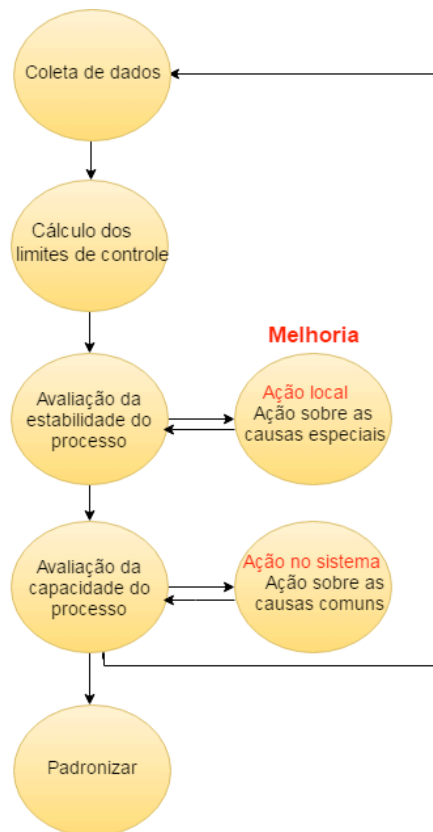 Coleta de dados
Cálculo dos
limites de controle
Melhoria
Avaliação da
estabilidade do
processo
Ação local
Ação sobre as
causas especiais
Avaliação da
capacidade do
processo
Ação no sistema
Ação sobre as
causas comuns
Padronizar